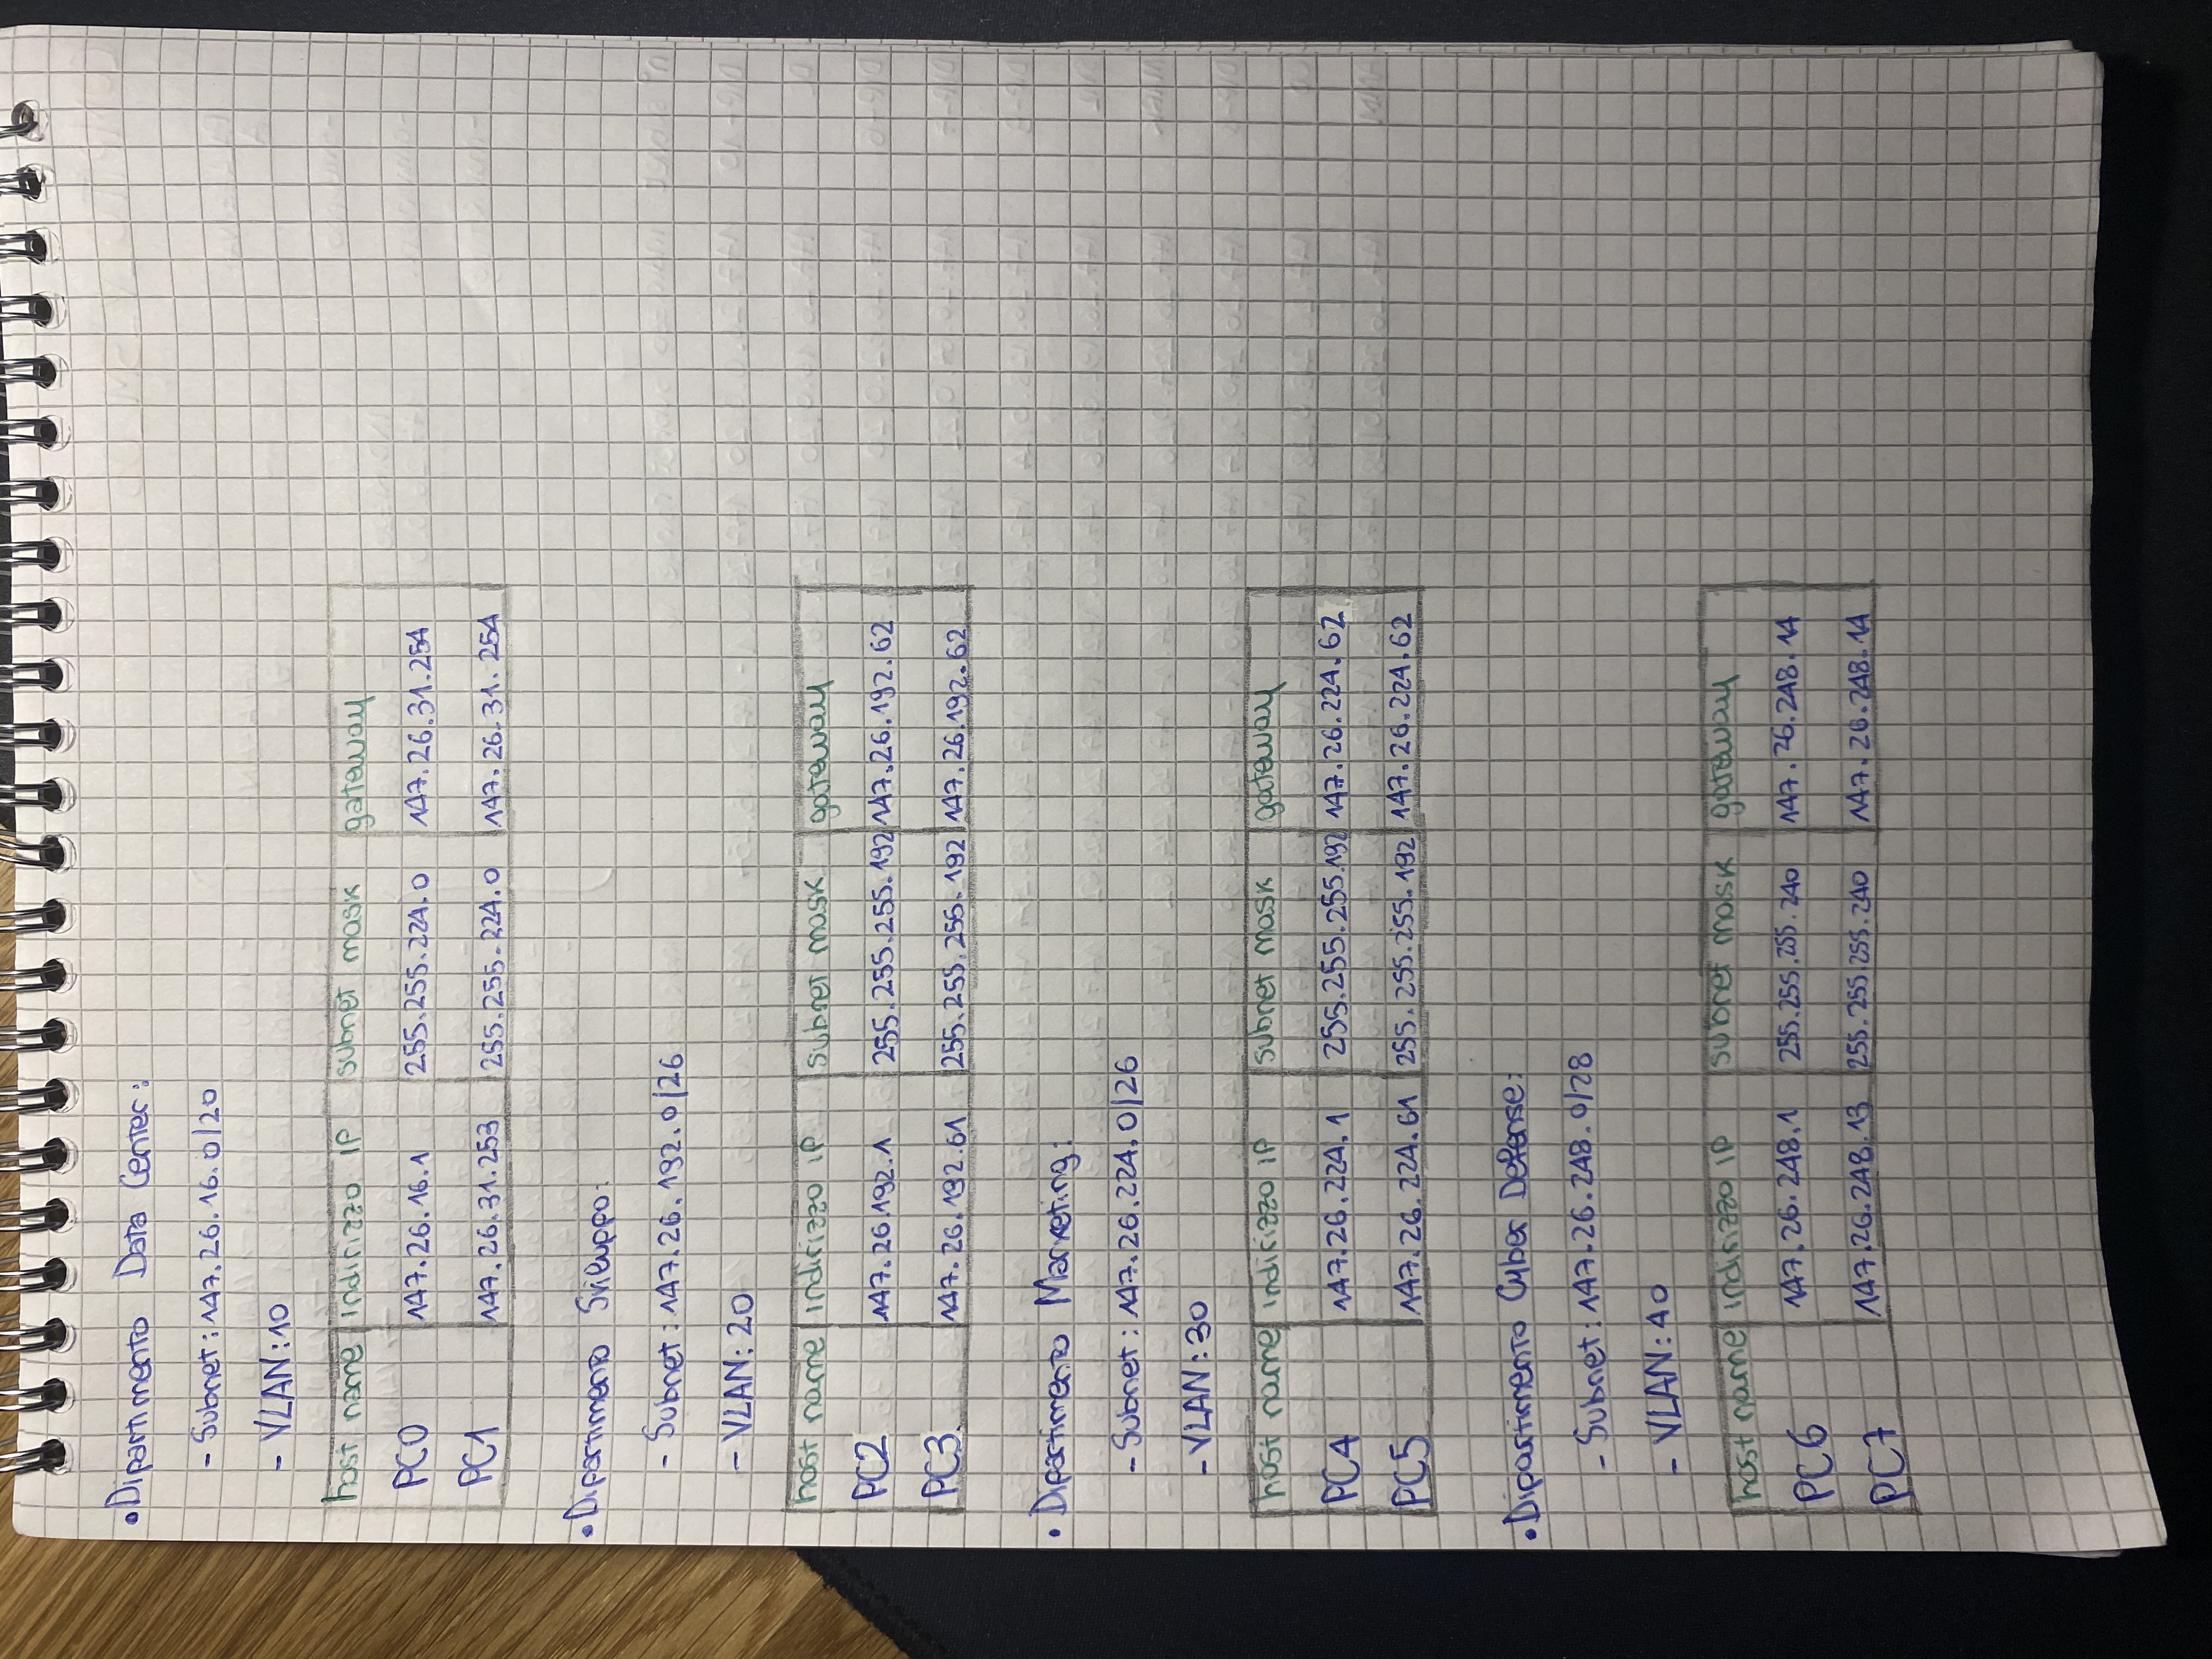 • Dipartimento Data Center:
- Subnet: 147.26.16.0/20
- VLAN: 10
host name indirizzo IP subnet mask gateway
PC0 147.26.16.1 255.255.224.0 147.26.31.254
PC1 147.26.31.253 255.255.224.0 147.26.31.254
• Dipartimento Sviluppo:
- Subnet: 147.26.192.0/26
- VLAN: 20
host name indirizzo IP subnet mask gateway
PC2 147.26.192.1 255.255.255.192 147.26.192.62
PC3 147.26.192.61 255.255.255.192 147.26.192.62
• Dipartimento Marketing:
- Subnet: 147.26.224.0/26
- VLAN: 30
host name indirizzo IP subnet mask gateway
PC4 147.26.224.1 255.255.255.192 147.26.224.62
PC5 147.26.224.61 255.255.255.192 147.26.224.62
• Dipartimento Cyber Defense:
- Subnet: 147.26.248.0/28
- VLAN: 40
host name indirizzo IP subnet mask gateway
PC6 147.26.248.1 255.255.255.240 147.26.248.14
PC7 147.26.248.13 255.255.255.240 147.26.248.14